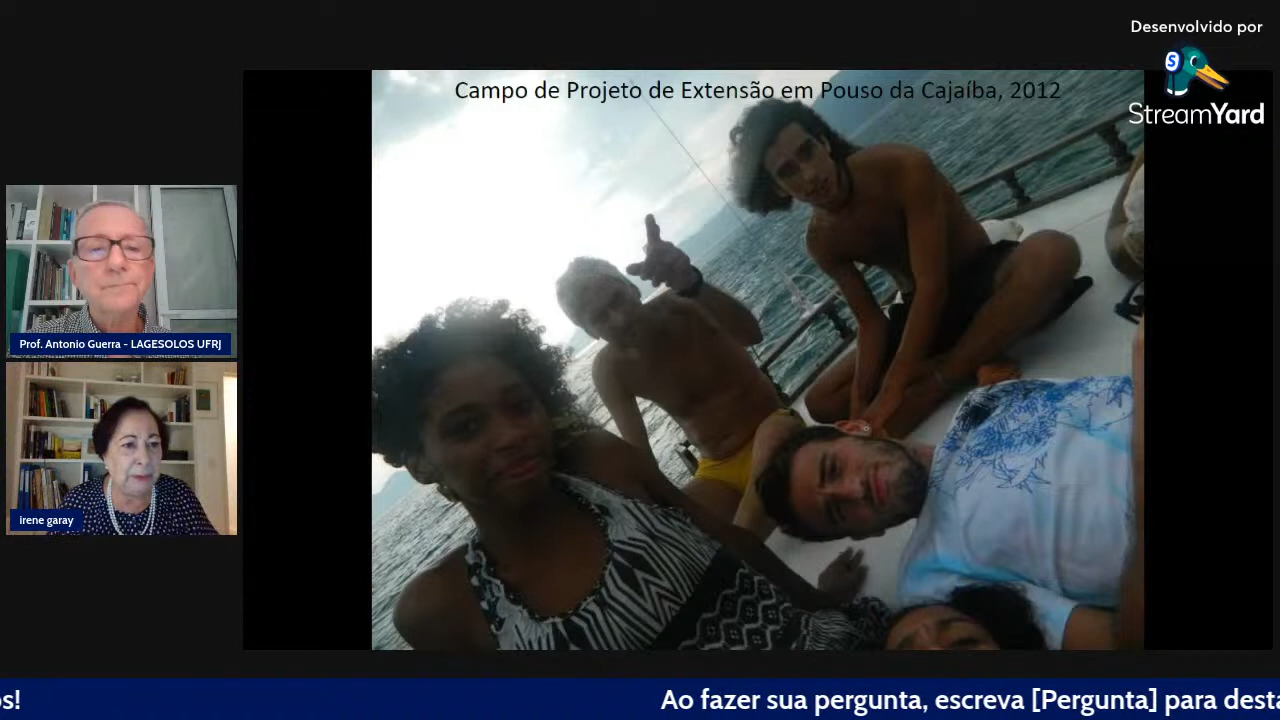 Desenvolvido por
StreamYard
Campo de Projeto de Extensão em Pouso da Cajaíba, 2012
Prof. Antonio Guerra - LAGESOLOS UFRJ
irene garay
os!
Ao fazer sua pergunta, escreva [Pergunta] para desta